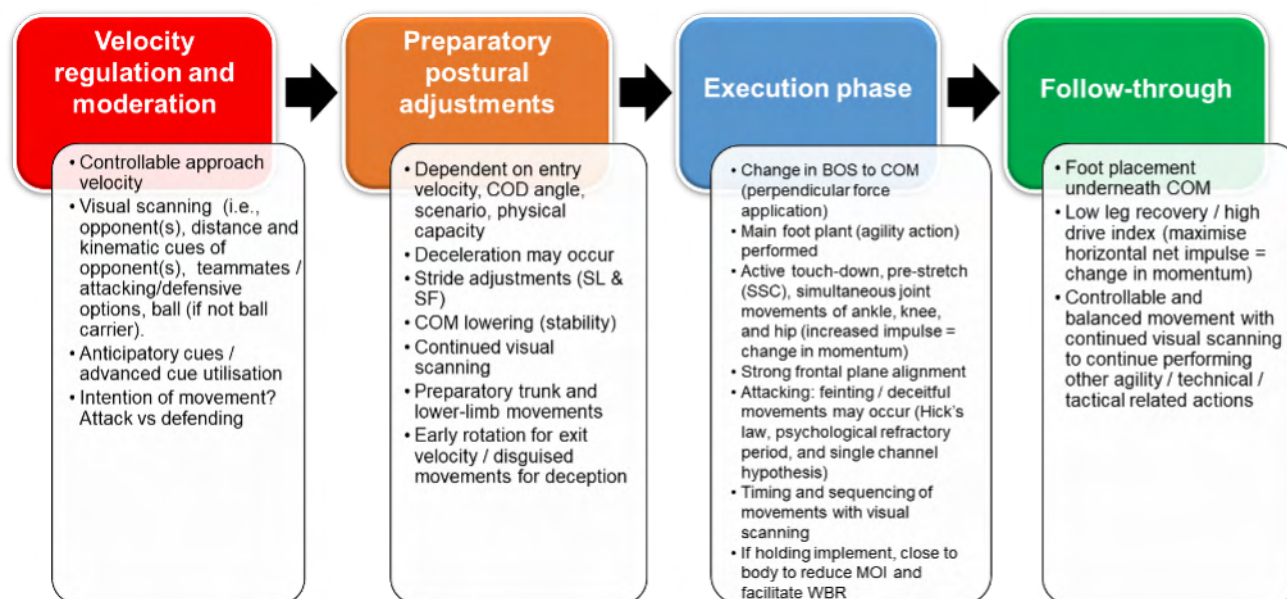 Velocity
regulation and
moderation
• Controllable approach
velocity
• Visual scanning (i.e.,
opponent(s), distance and
kinematic cues of
opponent(s), teammates /
attacking/defensive
options, ball (if not ball
carrier).
• Anticipatory cues /
advanced cue utilisation
• Intention of movement?
Attack vs defending
Preparatory
postural
adjustments
• Dependent on entry
velocity, COD angle,
scenario, physical
capacity
• Deceleration may occur
• Stride adjustments (SL &
SF)
• COM lowering (stability)
• Continued visual
scanning
• Preparatory trunk and
lower-limb movements
• Early rotation for exit
velocity / disguised
movements for deception
Execution phase
• Change in BOS to COM
(perpendicular force
application)
• Main foot plant (agility action)
performed
• Active touch-down, pre-stretch
(SSC), simultaneous joint
movements of ankle, knee,
and hip (increased impulse =
change in momentum)
• Strong frontal plane alignment
• Attacking: feinting / deceitful
movements may occur (Hick's
law, psychological refractory
period, and single channel
hypothesis)
• Timing and sequencing of
movements with visual
scanning
• If holding implement, close to
body to reduce MOI and
facilitate WBR
Follow-through
• Foot placement
underneath COM
• Low leg recovery / high
drive index (maximise
horizontal net impulse =
change in momentum)
• Controllable and
balanced movement with
continued visual scanning
to continue performing
other agility / technical /
tactical related actions